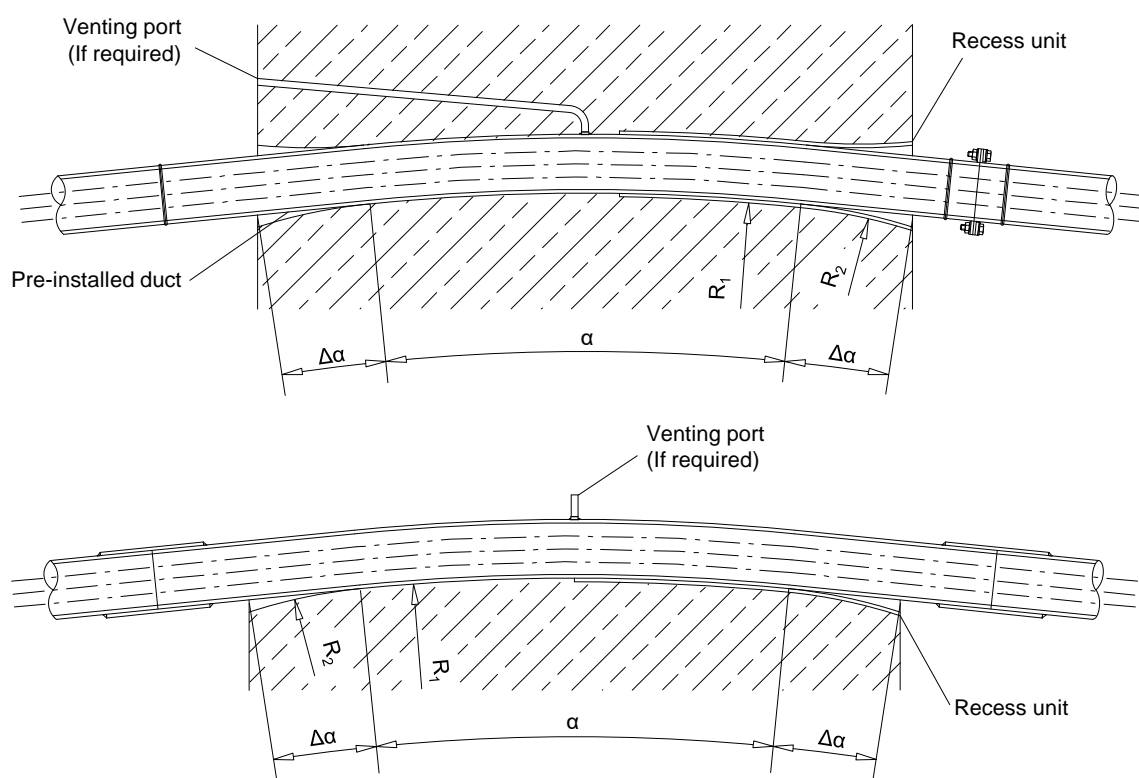 Venting port
(If required)
Recess unit
Pre-installed duct
R₁
R₂
Δα
α
Δα
Venting port
(If required)
R₂
R₁
Recess unit
Δα
α
Δα